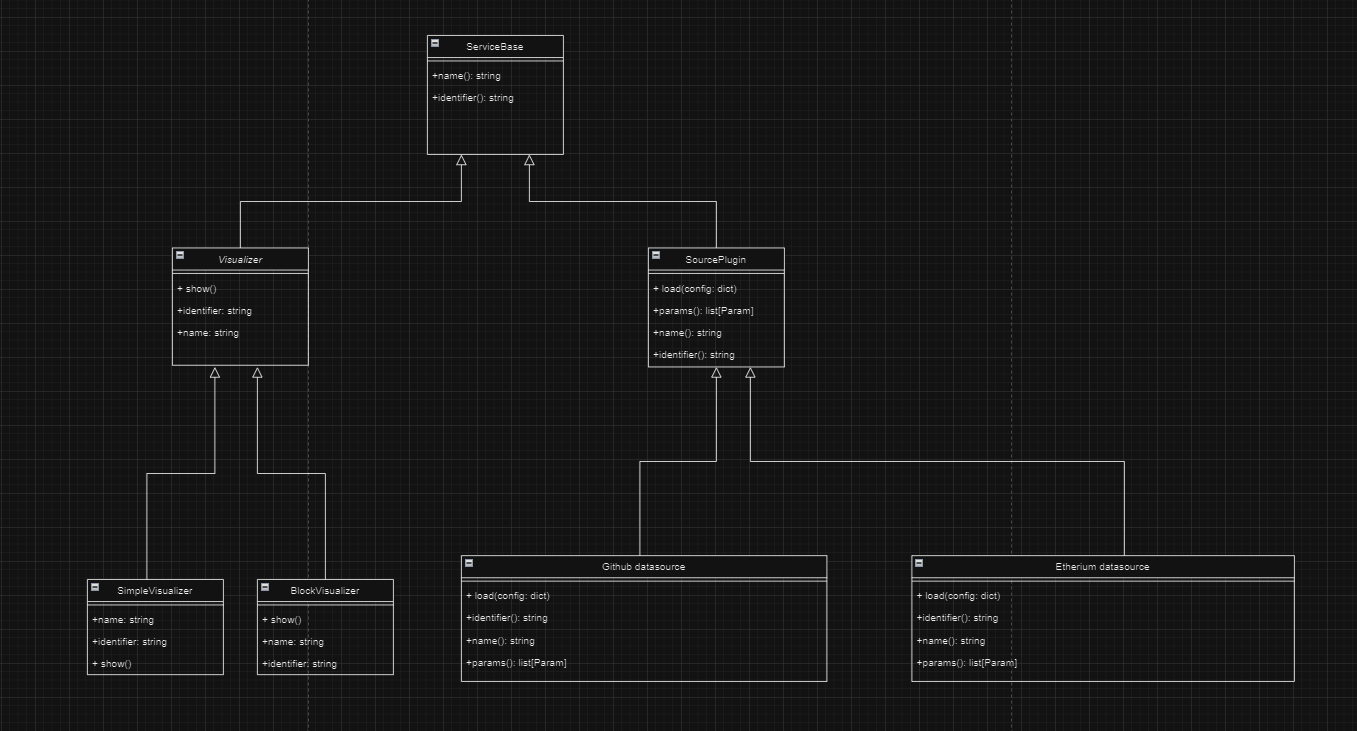 ServiceBase
+name(): string
+identifier(): string
Visualizer
+ show()
+identifier: string
+name: string
SourcePlugin
+ load(config: dict)
+params(): list[Param]
+name(): string
+identifier(): string
SimpleVisualizer
+name: string
+identifier: string
+ show()
BlockVisualizer
+ show()
+name: string
+identifier: string
Github datasource
+ load(config: dict)
+identifier(): string
+name(): string
+params(): list[Param]
Etherium datasource
+ load(config: dict)
+identifier(): string
+name(): string
+params(): list[Param]